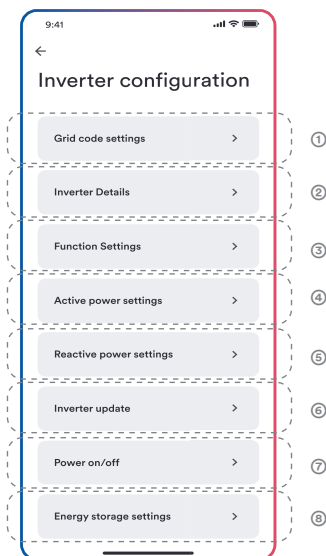 9:41
Inverter configuration
Grid code settings
1
Inverter Details
2
Function Settings
3
Active power settings
4
Reactive power settings
5
Inverter update
6
Power on/off
7
Energy storage settings
8